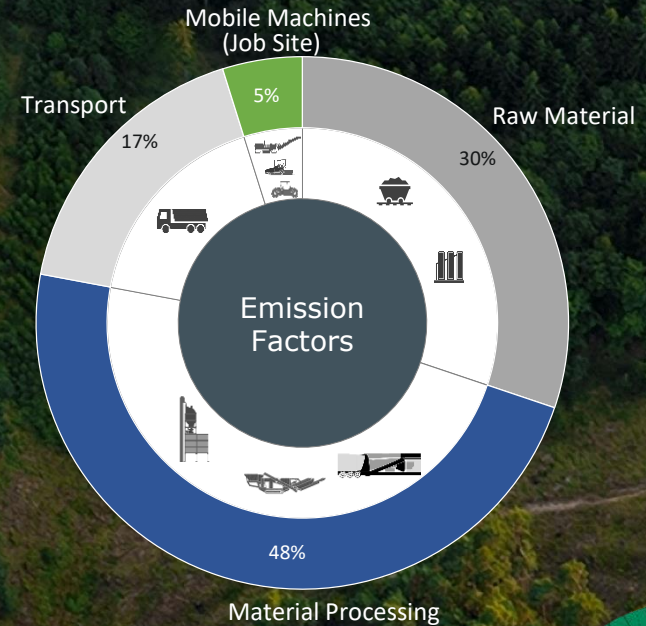 Mobile Machines
(Job Site)
5%
Transport
17%
Raw Material
30%
Emission
Factors
48%
Material Processing